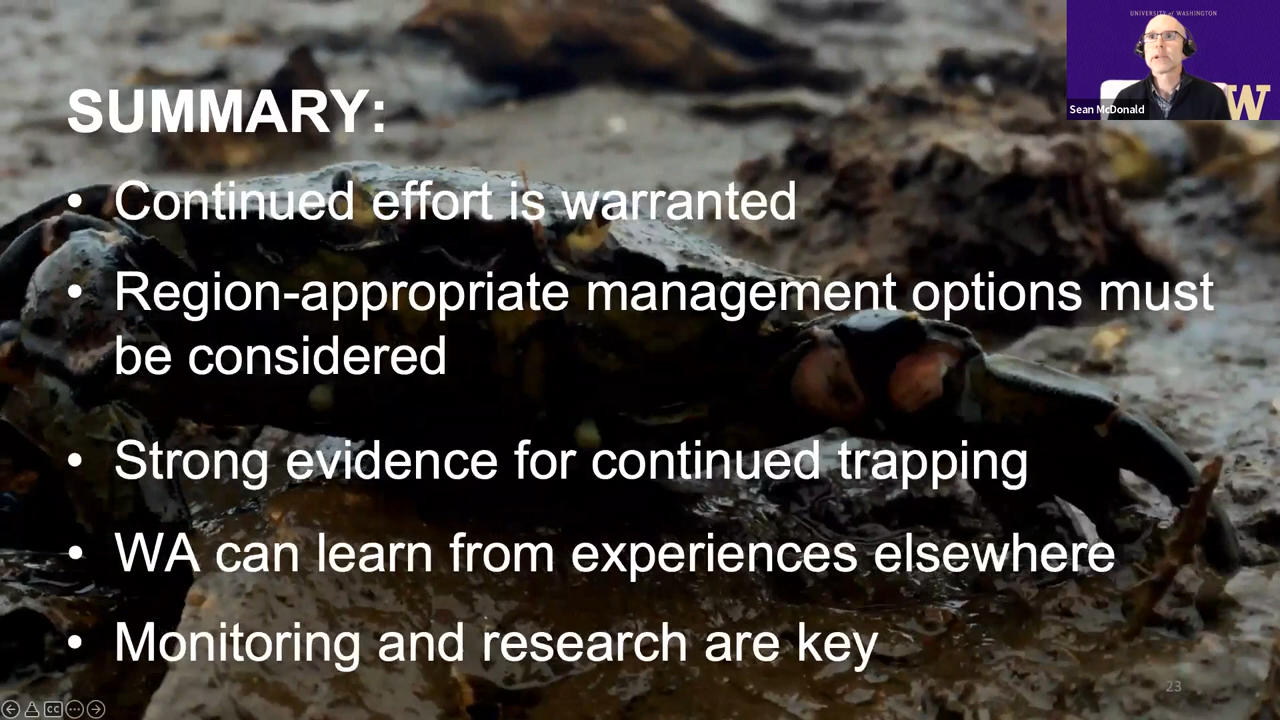 UNIVERSITY of WASHINGTON
W
Sean McDonald
SUMMARY:
• Continued effort is warranted
• Region-appropriate management options must
be considered
• Strong evidence for continued trapping
• WA can learn from experiences elsewhere
• Monitoring and research are key
23
CC